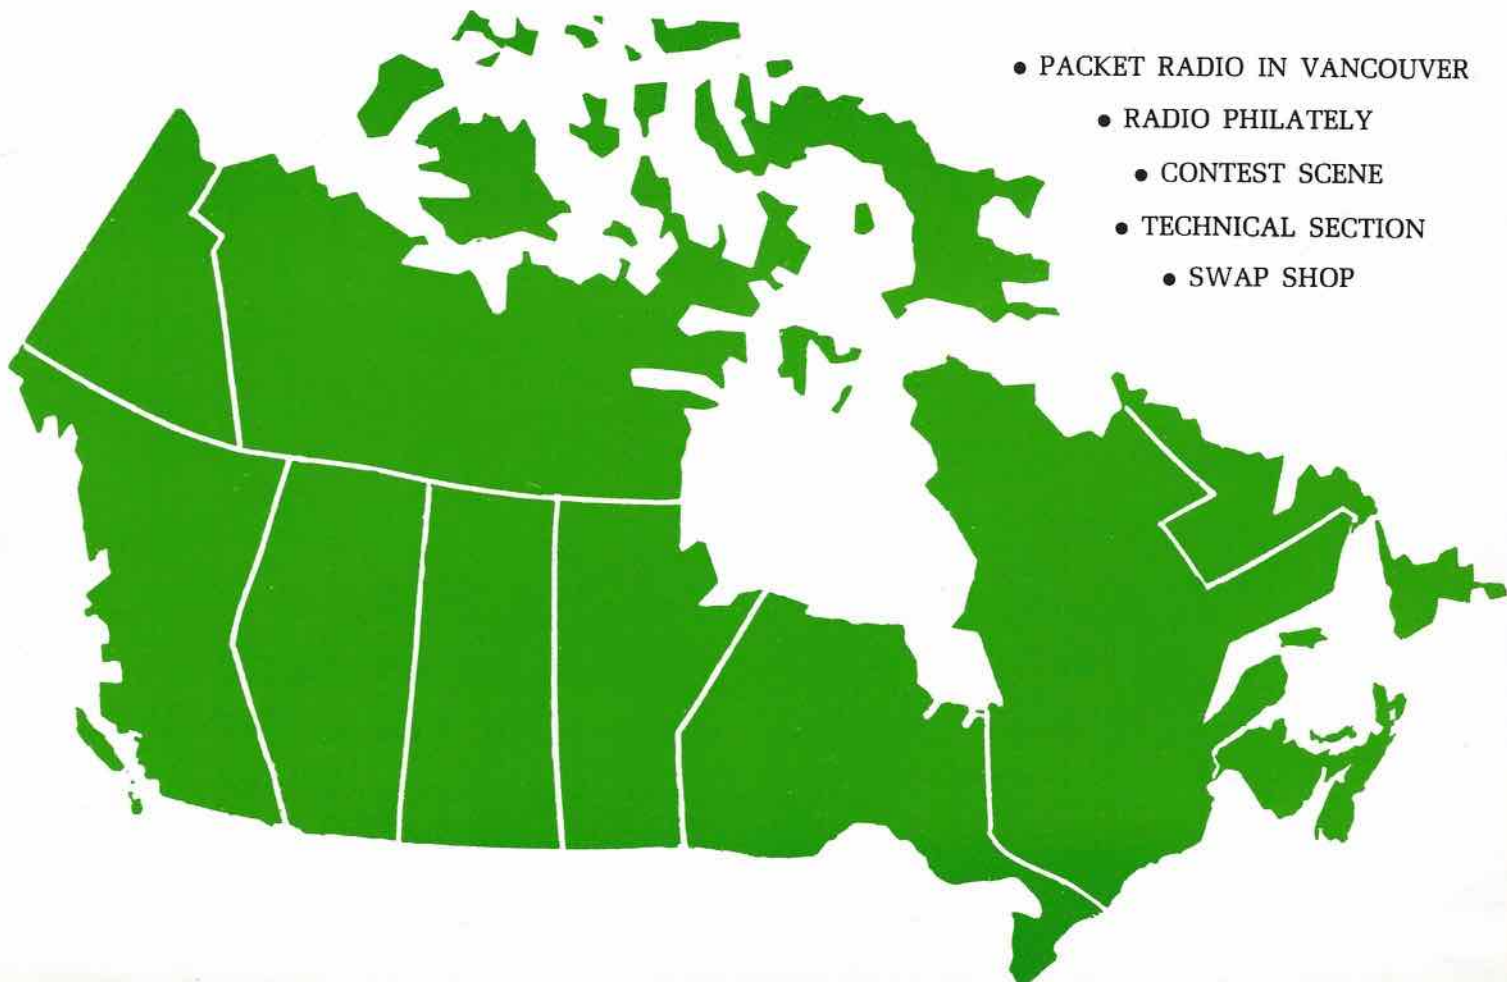 • PACKET RADIO IN VANCOUVER
• RADIO PHILATELY
• CONTEST SCENE
• TECHNICAL SECTION
• SWAP SHOP